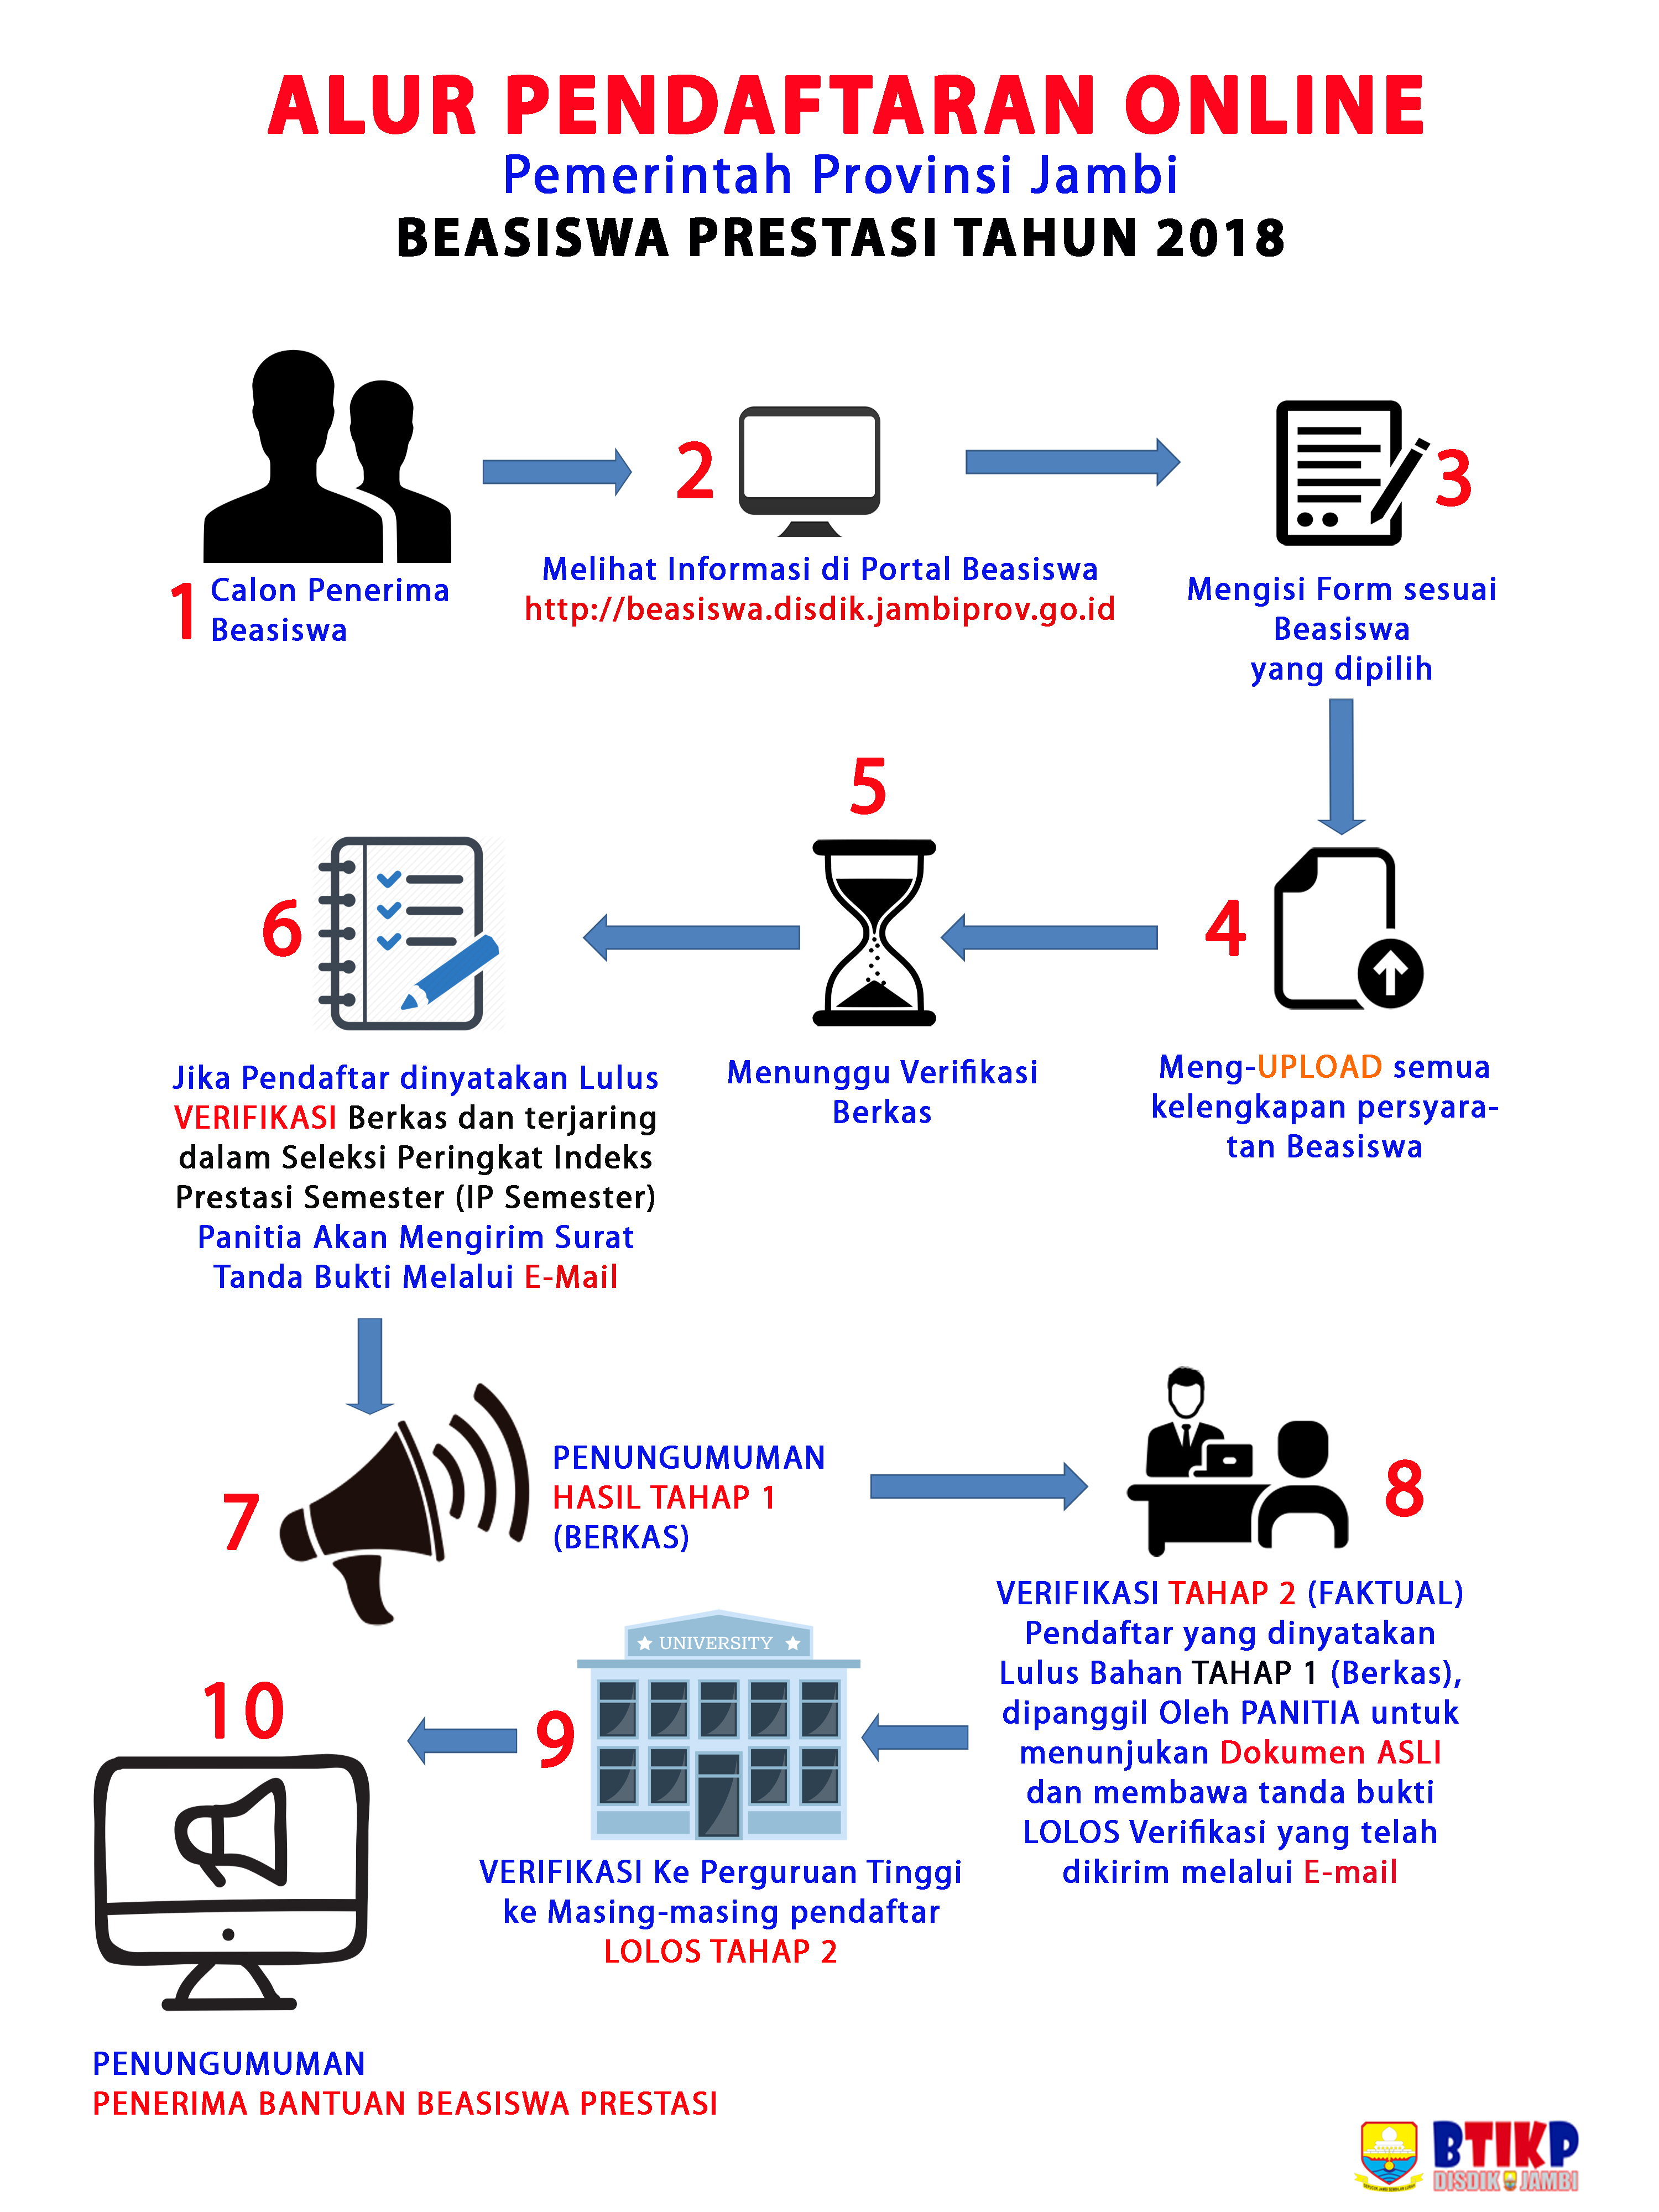 ALUR PENDAFTARAN ONLINE
Pemerintah Provinsi Jambi
BEASISWA PRESTASI TAHUN 2018
1
Calon Penerima
Beasiswa
2
Melihat Informasi di Portal Beasiswa
http://beasiswa.disdik.jambiprov.go.id
3
Mengisi Form sesuai
Beasiswa
yang dipilih
4
Meng-UPLOAD semua
kelengkapan persyara-
tan Beasiswa
5
Menunggu Verifikasi
Berkas
6
Jika Pendaftar dinyatakan Lulus
VERIFIKASI Berkas dan terjaring
dalam Seleksi Peringkat Indeks
Prestasi Semester (IP Semester)
Panitia Akan Mengirim Surat
Tanda Bukti Melalui E-Mail
7
PENUNGUMUMAN
HASIL TAHAP 1
(BERKAS)
8
VERIFIKASI TAHAP 2 (FAKTUAL)
Pendaftar yang dinyatakan
Lulus Bahan TAHAP 1 (Berkas),
dipanggil Oleh PANITIA untuk
menunjukan Dokumen ASLI
dan membawa tanda bukti
LOLOS Verifikasi yang telah
dikirim melalui E-mail
UNIVERSITY
9
VERIFIKASI Ke Perguruan Tinggi
ke Masing-masing pendaftar
LOLOS TAHAP 2
10
PENUNGUMUMAN
PENERIMA BANTUAN BEASISWA PRESTASI
BTIKP
DISDIK JAMBI